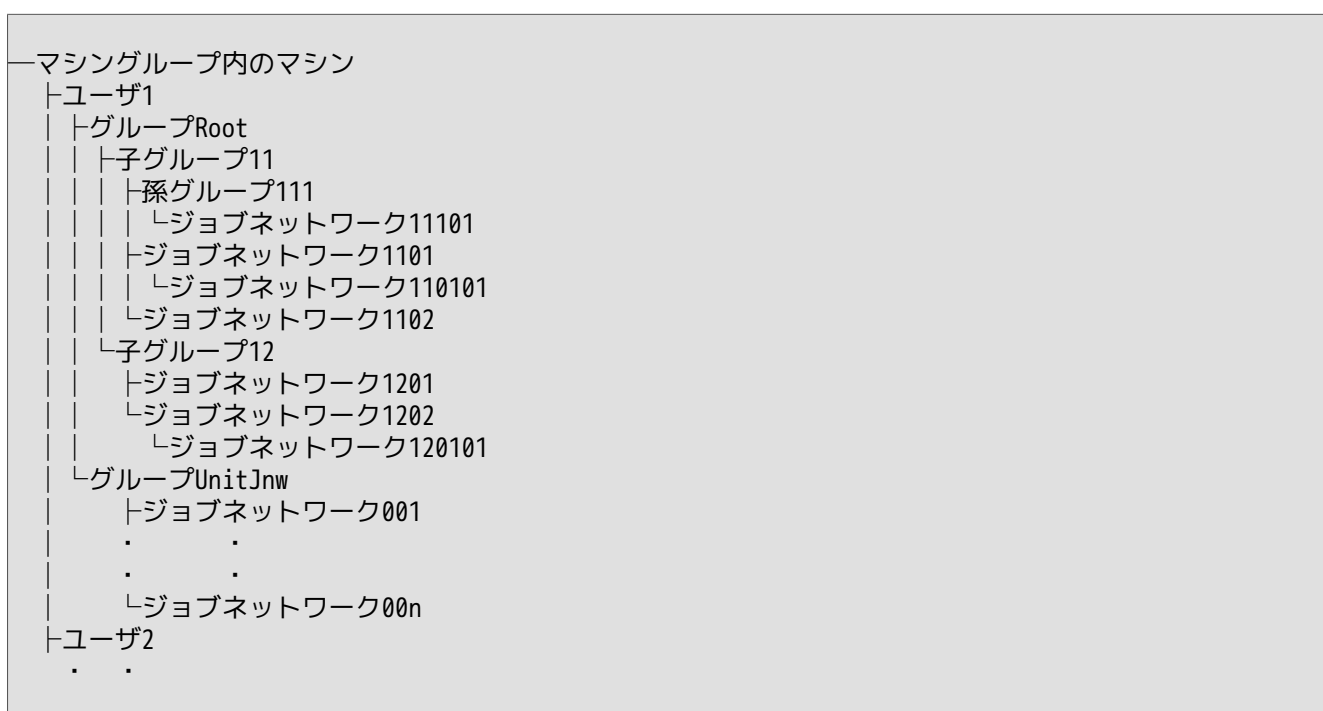 ─マシングループ内のマシン
├ユーザ1
│ ├グループRoot
│ │ ├子グループ11
│ │ │ ├孫グループ111
│ │ │ │ └ジョブネットワーク11101
│ │ │ ├ジョブネットワーク1101
│ │ │ │ └ジョブネットワーク110101
│ │ │ └ジョブネットワーク1102
│ │ └子グループ12
│ │   ├ジョブネットワーク1201
│ │   └ジョブネットワーク1202
│ │     └ジョブネットワーク120101
│ └グループUnitJnw
│     ├ジョブネットワーク001
│     ・     ・
│     ・     ・
│     └ジョブネットワーク00n
├ユーザ2
  ・  ・